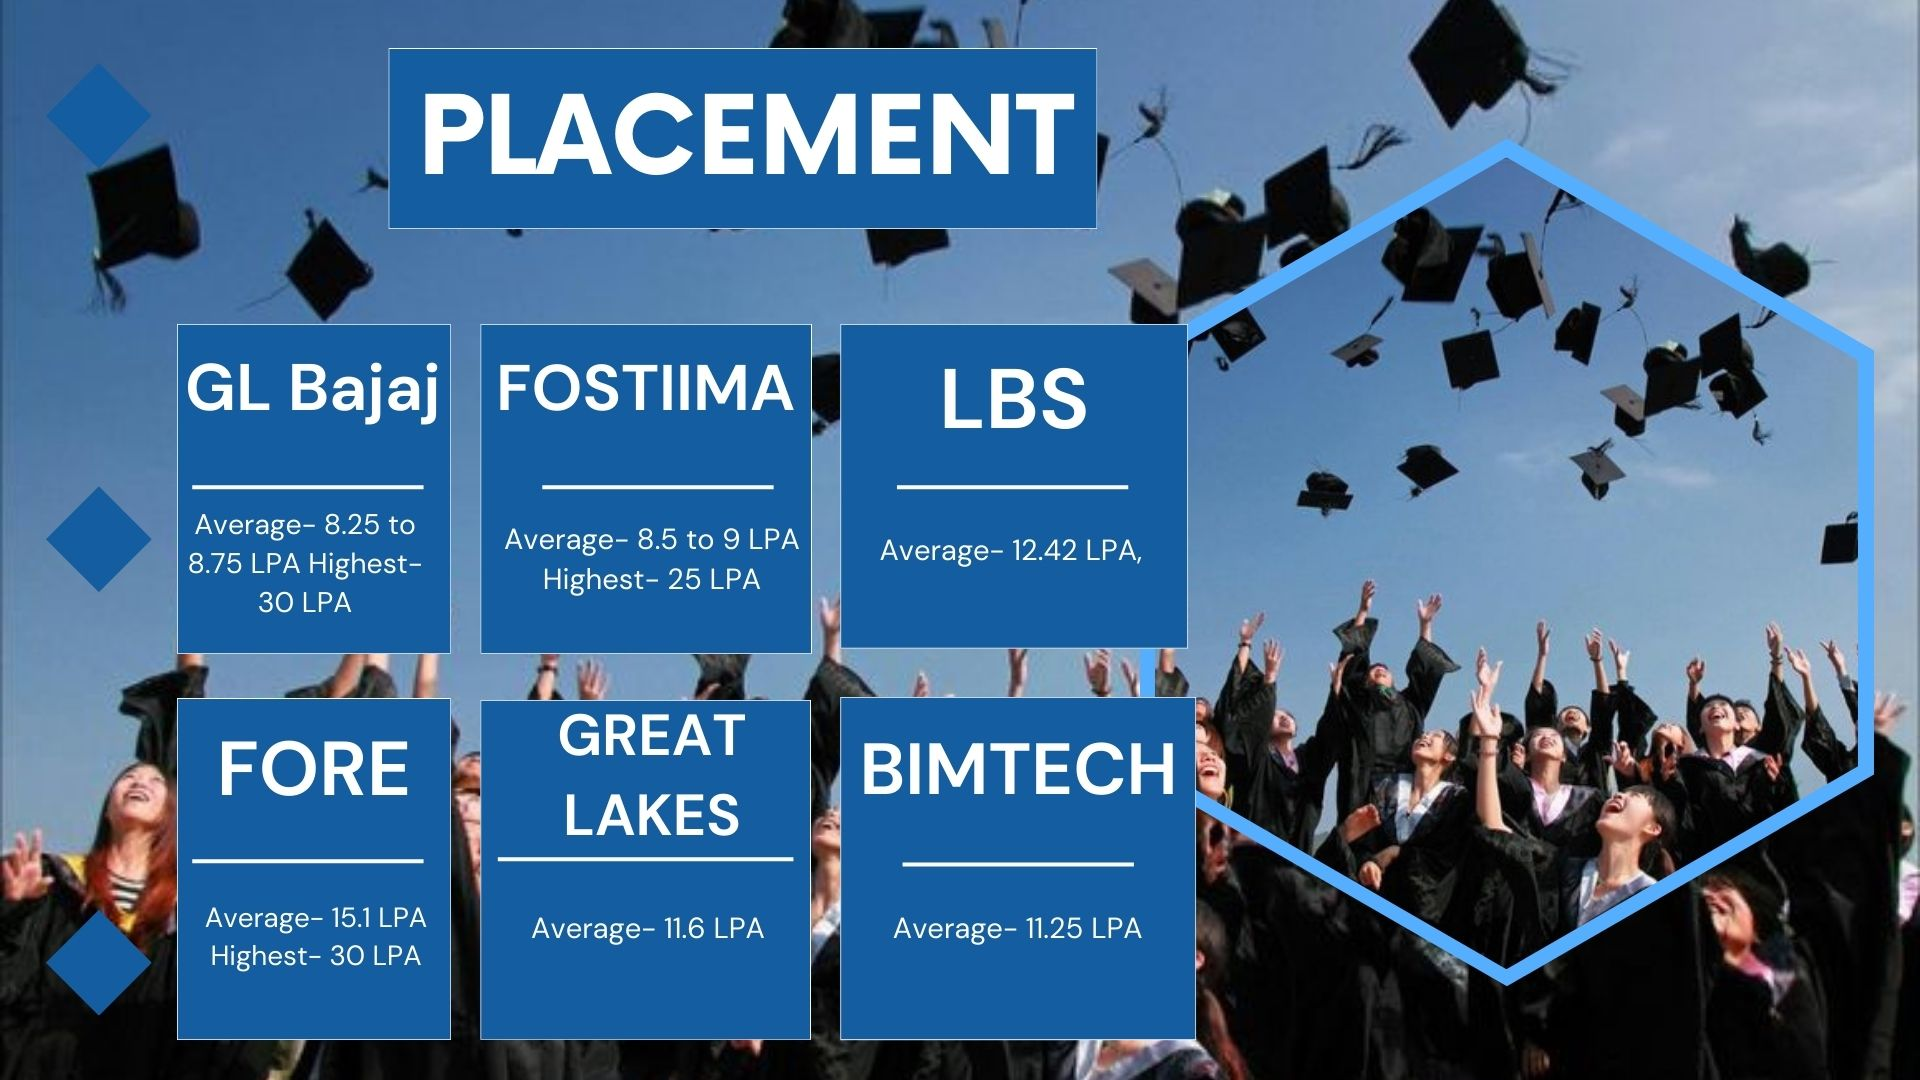 PLACEMENT
GL Bajaj
Average- 8.25 to
8.75 LPA Highest-
30 LPA
FOSTIIMA
Average- 8.5 to 9 LPA
Highest- 25 LPA
LBS
Average- 12.42 LPA,
FORE
Average- 15.1 LPA
Highest- 30 LPA
GREAT
LAKES
Average- 11.6 LPA
BIMTECH
Average- 11.25 LPA